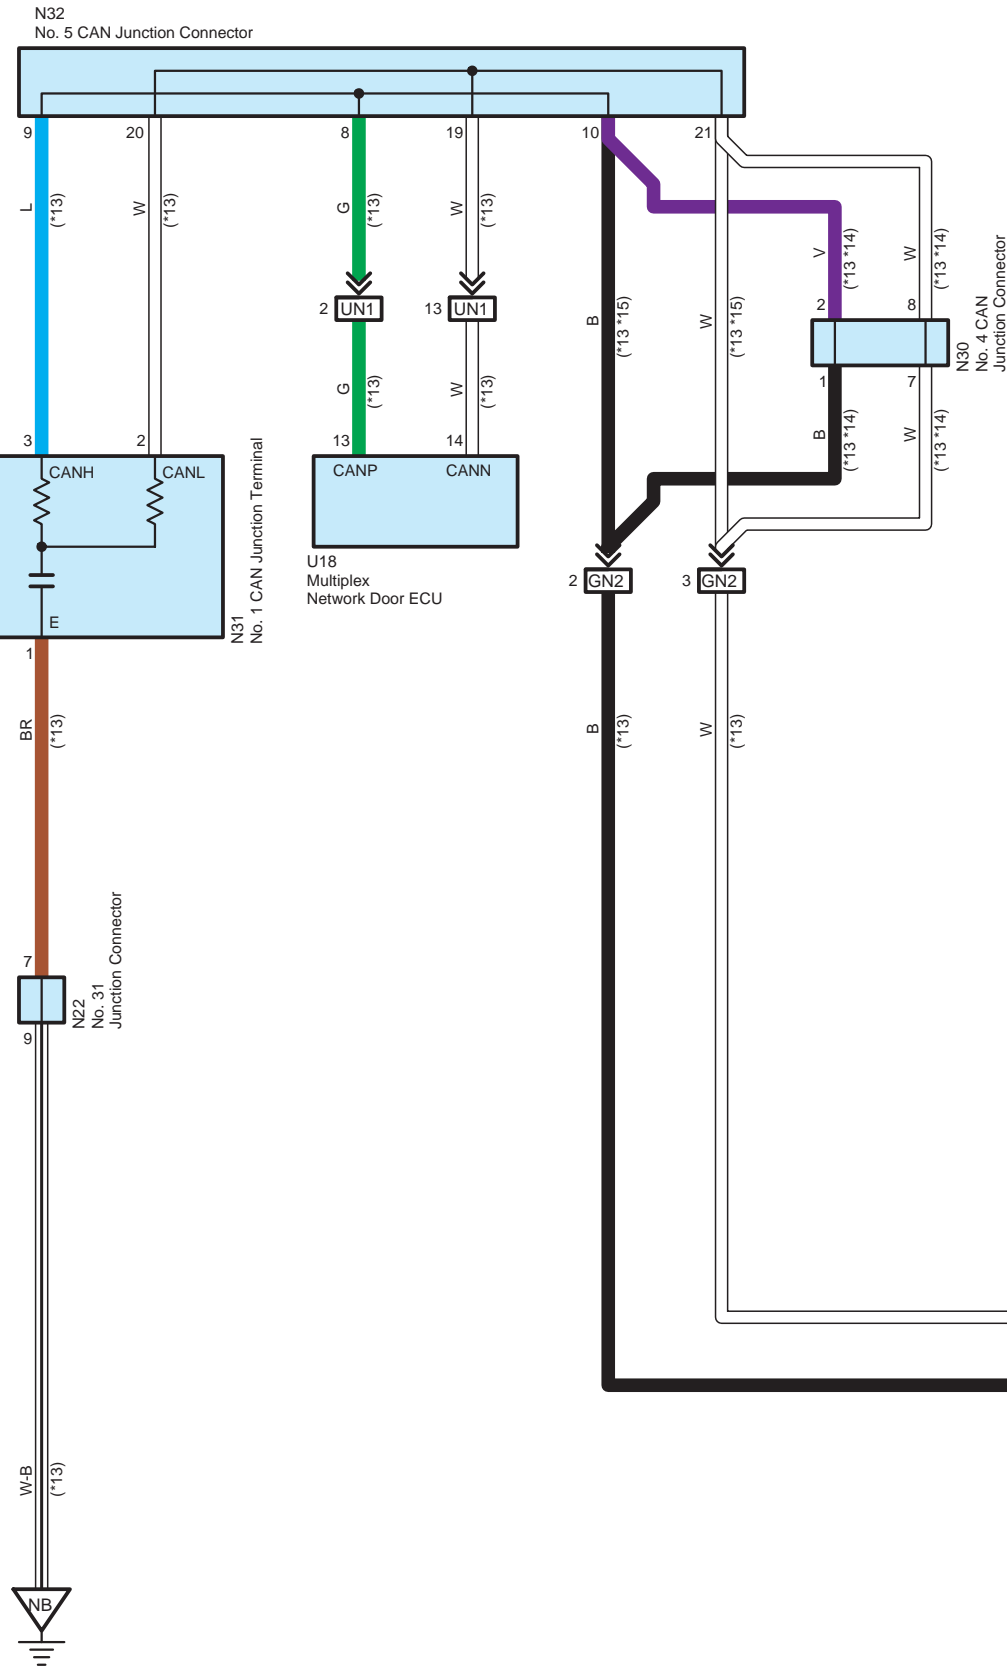 N32
No. 5 CAN Junction Connector
9
20
8
19
10
21
L
(*13)
W
(*13)
G
(*13)
W
(*13)
B
(*13 *15)
W
(*13 *15)
V
(*13 *14)
W
(*13 *14)
2
UN1
13
UN1
2
8
N30
No. 4 CAN
Junction Connector
1
7
G
(*13)
W
(*13)
B
(*13 *14)
W
(*13 *14)
3
2
13
14
CANH
CANL
CANP
CANN
N31
No. 1 CAN Junction Terminal
U18
Multiplex
Network Door ECU
2
GN2
3
GN2
E
1
BR
(*13)
B
(*13)
W
(*13)
7
N22
No. 31
Junction Connector
9
W-B
(*13)
NB